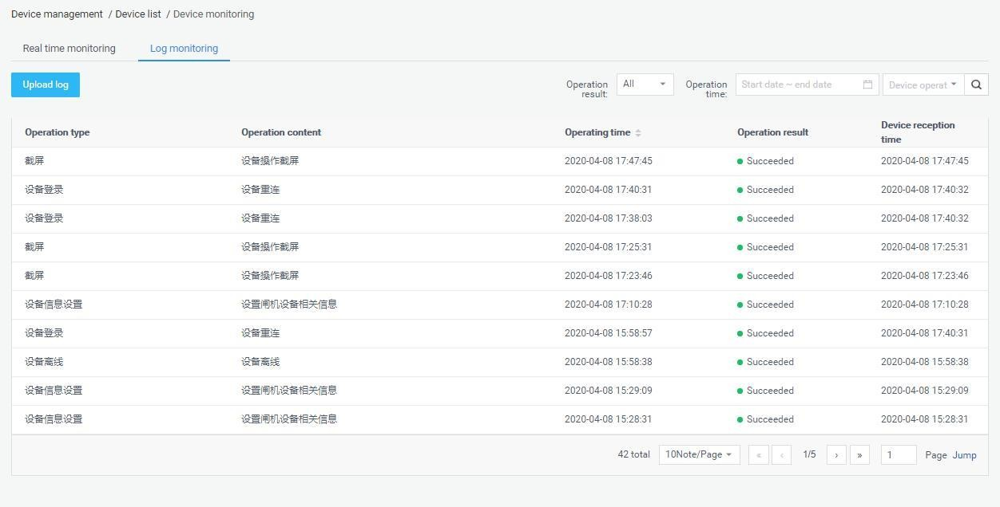 Device management / Device list / Device monitoring
Real time monitoring Log monitoring
Upload log
Operation result: All Operation time: Start date ~ end date Device operat
Operation type Operation content Operating time Operation result Device reception time
截屏 设备操作截屏 2020-04-08 17:47:45 Succeeded 2020-04-08 17:47:45
设备登录 设备重连 2020-04-08 17:40:31 Succeeded 2020-04-08 17:40:32
设备登录 设备重连 2020-04-08 17:38:03 Succeeded 2020-04-08 17:40:32
截屏 设备操作截屏 2020-04-08 17:25:31 Succeeded 2020-04-08 17:25:31
截屏 设备操作截屏 2020-04-08 17:23:46 Succeeded 2020-04-08 17:23:46
设备信息设置 设置闸机设备相关信息 2020-04-08 17:10:28 Succeeded 2020-04-08 17:10:28
设备登录 设备重连 2020-04-08 15:58:57 Succeeded 2020-04-08 17:40:31
设备离线 设备离线 2020-04-08 15:58:38 Succeeded 2020-04-08 15:58:38
设备信息设置 设置闸机设备相关信息 2020-04-08 15:29:09 Succeeded 2020-04-08 15:29:09
设备信息设置 设置闸机设备相关信息 2020-04-08 15:28:31 Succeeded 2020-04-08 15:28:31
42 total 10Note/Page « ‹ 1/5 › » 1 Page Jump